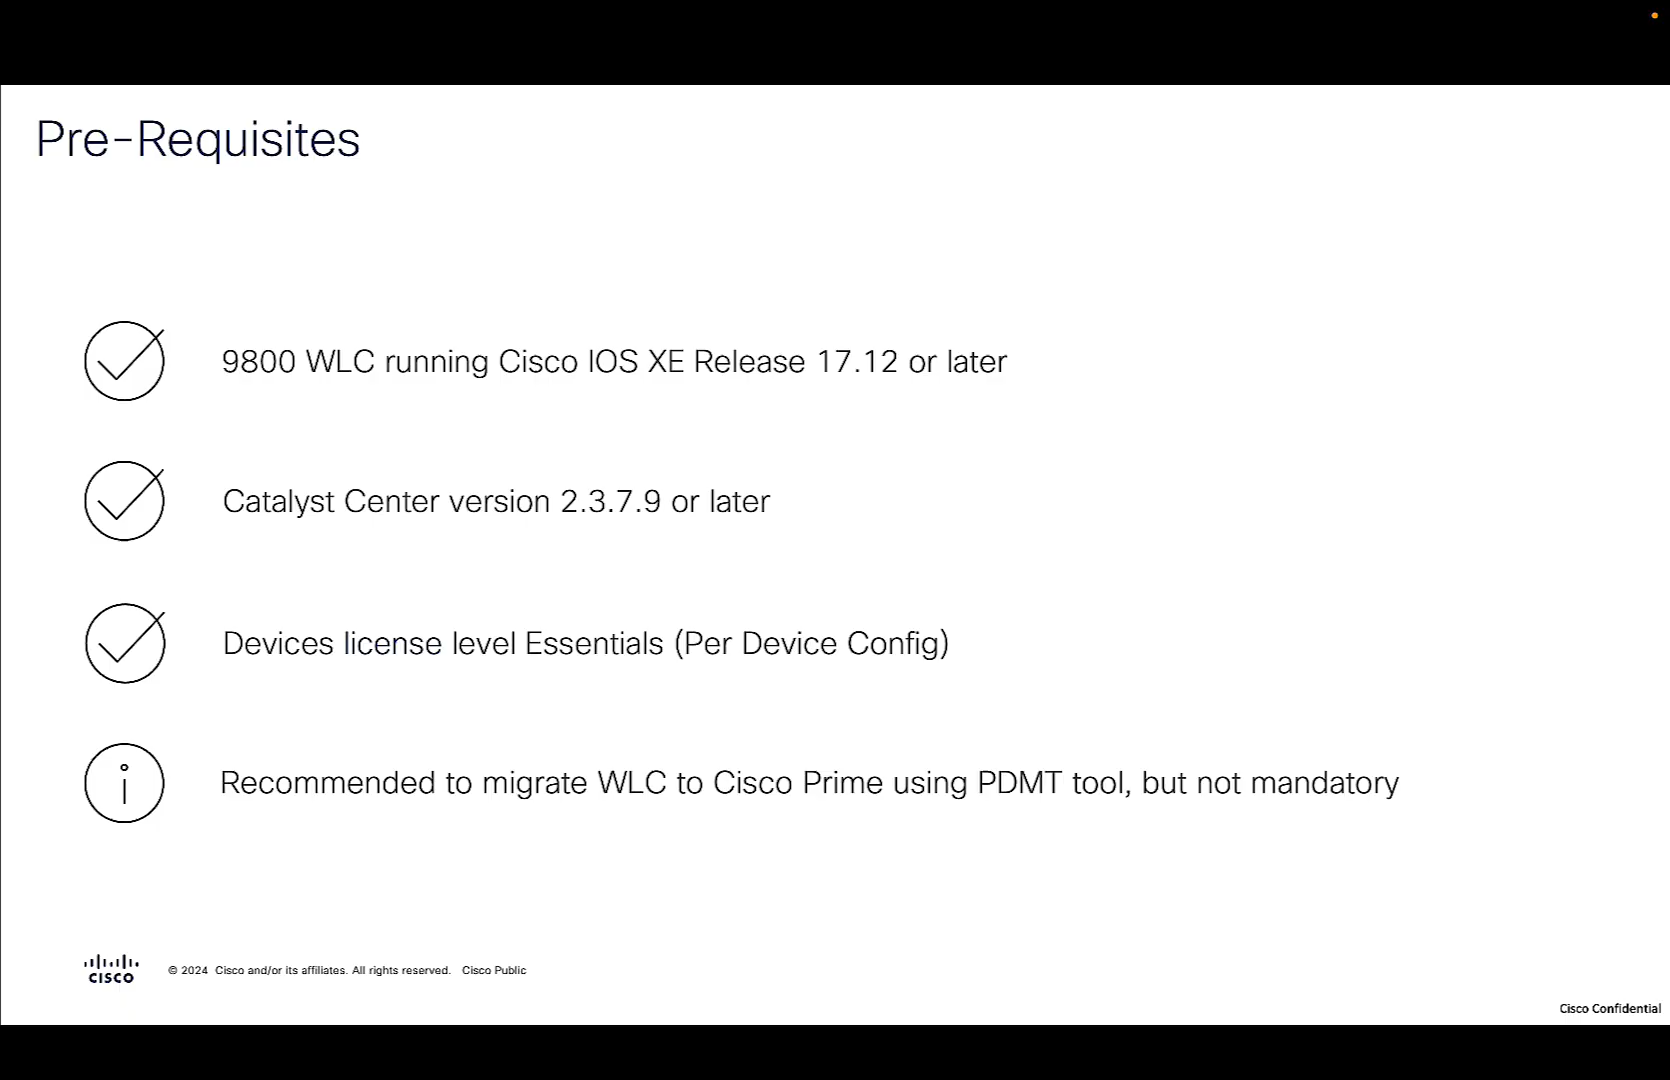 Pre-Requisites
9800 WLC running Cisco IOS XE Release 17.12 or later
Catalyst Center version 2.3.7.9 or later
Devices license level Essentials (Per Device Config)
Recommended to migrate WLC to Cisco Prime using PDMT tool, but not mandatory
CISCO © 2024 Cisco and/or its affiliates. All rights reserved. Cisco Public
Cisco Confidential